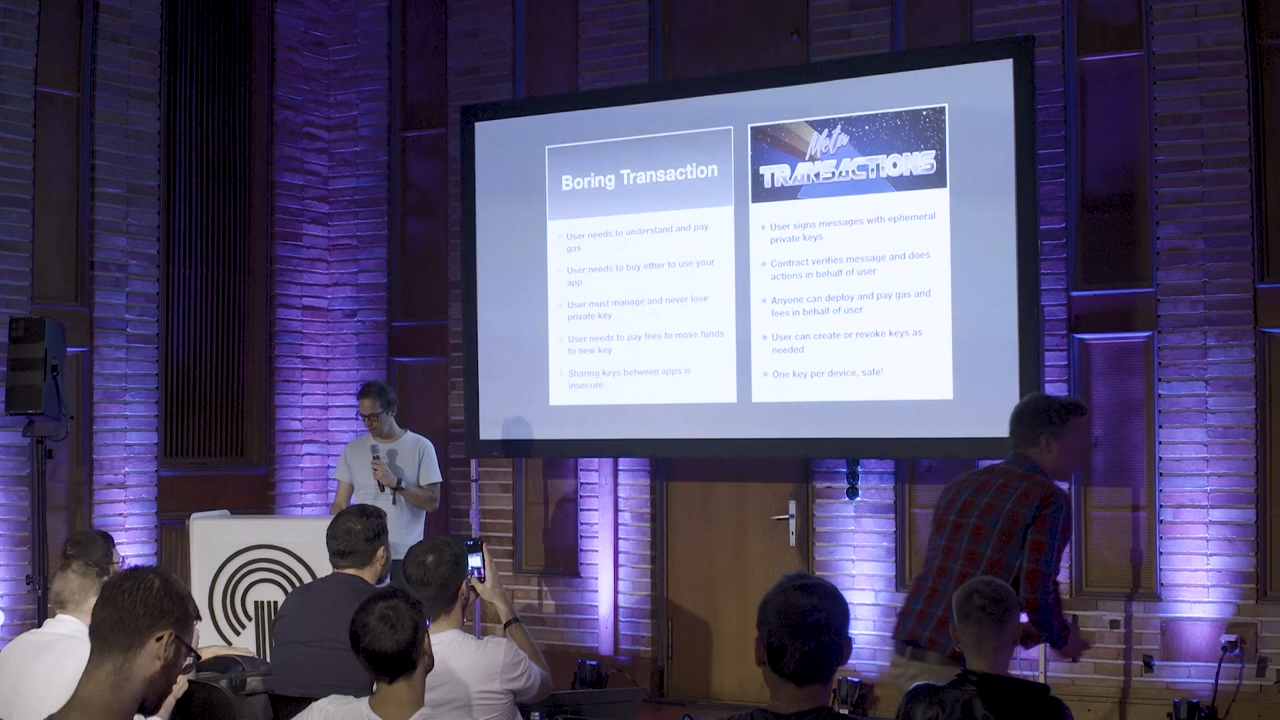 Boring Transaction
User needs to understand and pay
gas
User needs to buy ether to use your
app
User must manage and never lose
private key
User needs to pay fees to move funds
to new key
Sharing keys between apps is
insecure
Meta
TRANSACTIONS
User signs messages with ephemeral
private keys
Contract verifies message and does
actions in behalf of user
Anyone can deploy and pay gas and
fees in behalf of user
User can create or revoke keys as
needed
One key per device, safe!